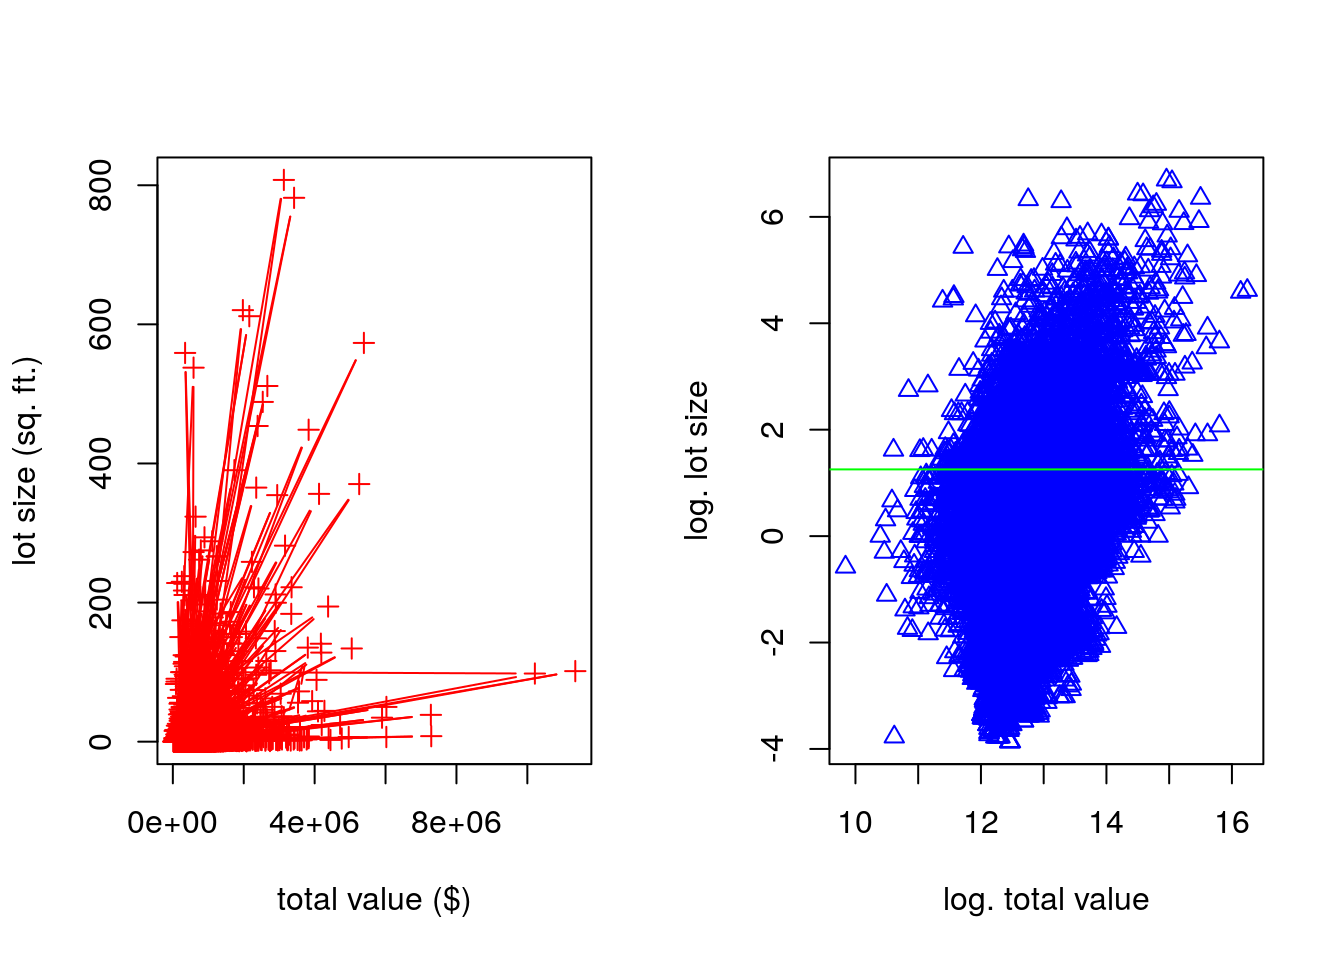 lot size (sq. ft.)
800
600
400
200
0
0e+00 4e+06 8e+06
total value ($)
log. lot size
6
4
2
0
-2
-4
10 12 14 16
log. total value